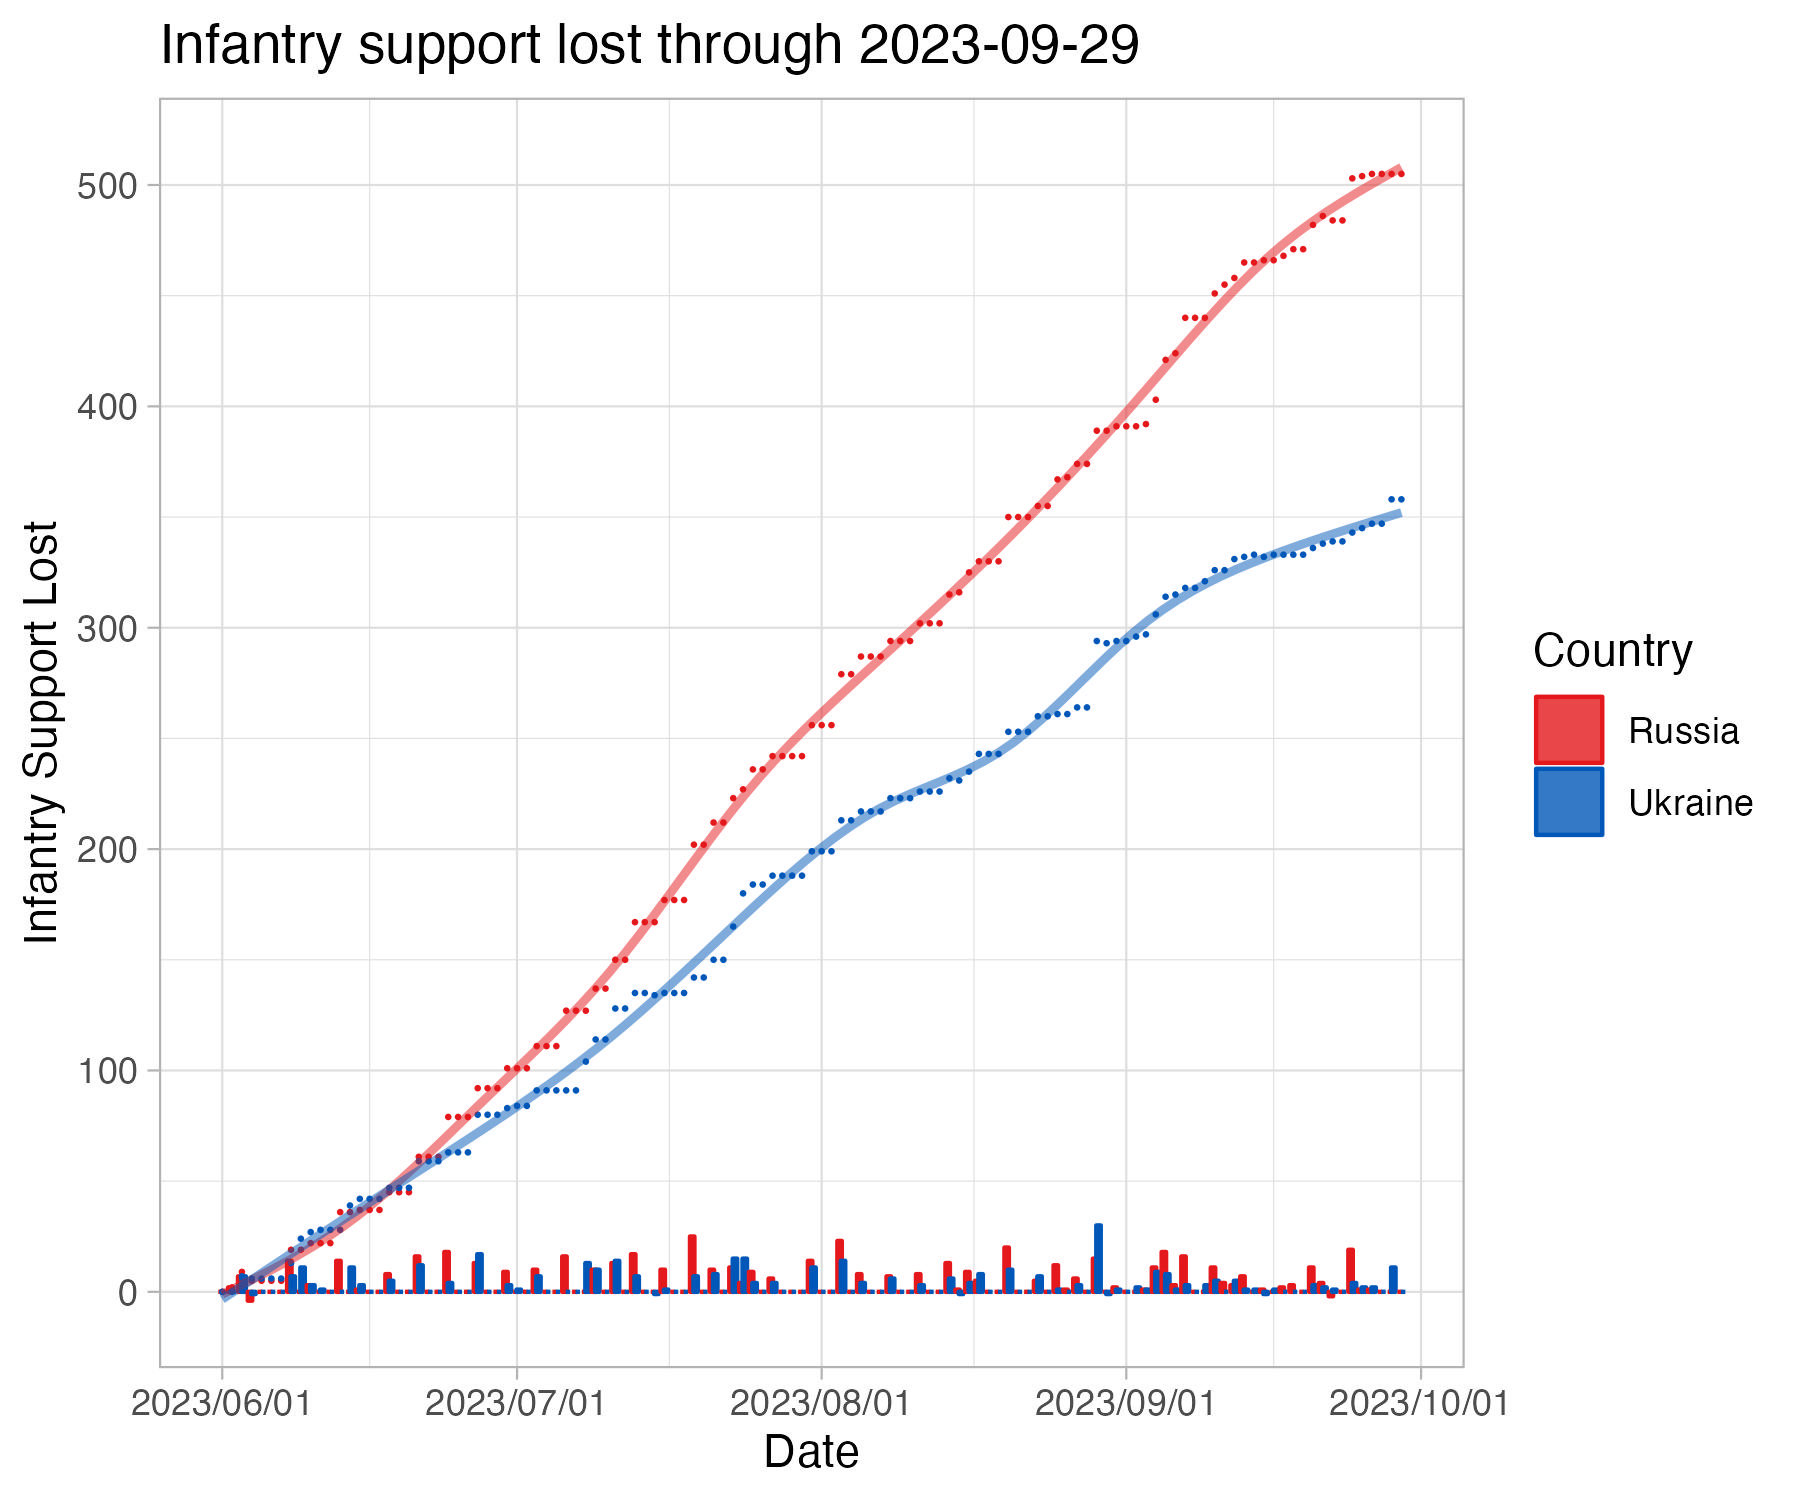 Infantry support lost through 2023-09-29
Infantry Support Lost
500
400
300
200
100
0
2023/06/01
2023/07/01
2023/08/01
2023/09/01
2023/10/01
Date
Country
Russia
Ukraine